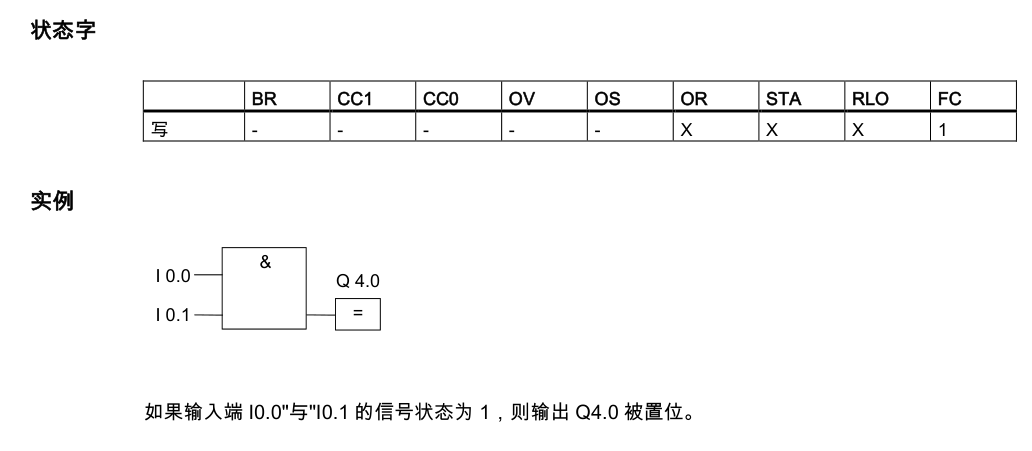 状态字
BR CC1 CC0 OV OS OR STA RLO FC
写 - - - - - X X X 1
实例
&
I 0.0
Q 4.0
I 0.1 =
如果输入端 I0.0"与"I0.1 的信号状态为 1，则输出 Q4.0 被置位。